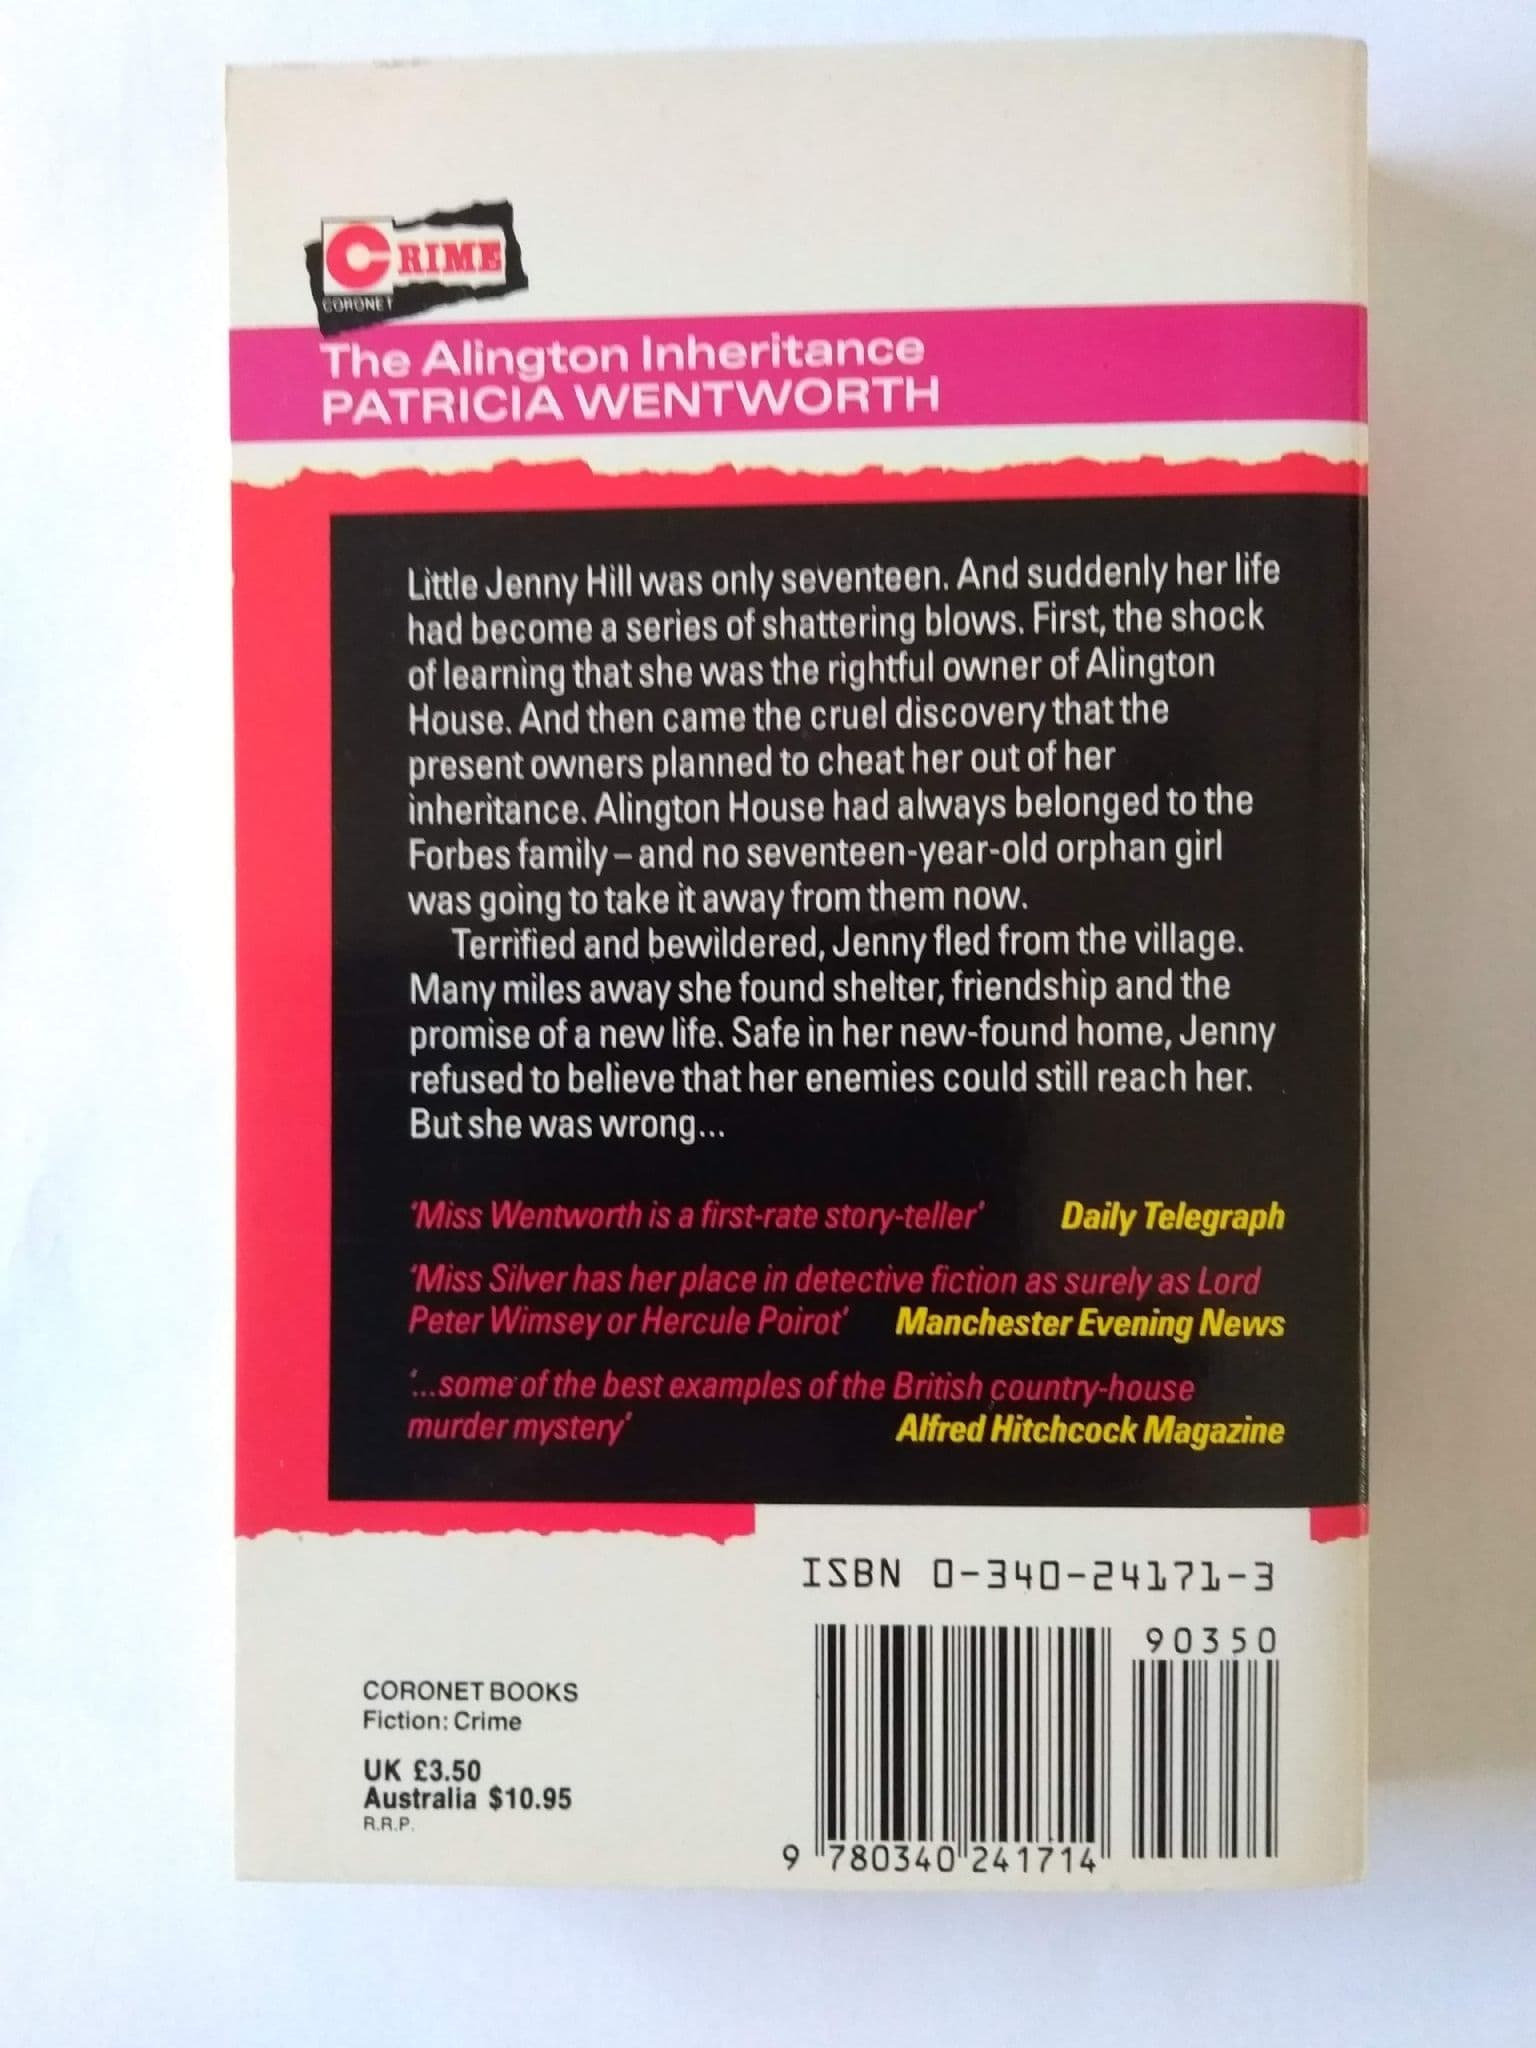 CRIME
CORONET
The Alington Inheritance
PATRICIA WENTWORTH
Little Jenny Hill was only seventeen. And suddenly her life
had become a series of shattering blows. First, the shock
of learning that she was the rightful owner of Alington
House. And then came the cruel discovery that the
present owners planned to cheat her out of her
inheritance. Alington House had always belonged to the
Forbes family – and no seventeen-year-old orphan girl
was going to take it away from them now.
Terrified and bewildered, Jenny fled from the village.
Many miles away she found shelter, friendship and the
promise of a new life. Safe in her new-found home, Jenny
refused to believe that her enemies could still reach her.
But she was wrong...
‘Miss Wentworth is a first-rate story-teller’ Daily Telegraph
‘Miss Silver has her place in detective fiction as surely as Lord
Peter Wimsey or Hercule Poirot’ Manchester Evening News
‘...some of the best examples of the British country-house
murder mystery’ Alfred Hitchcock Magazine
ISBN 0-340-24171-3
90350
9 780340 241714
CORONET BOOKS
Fiction: Crime
UK £3.50
Australia $10.95
R.R.P.